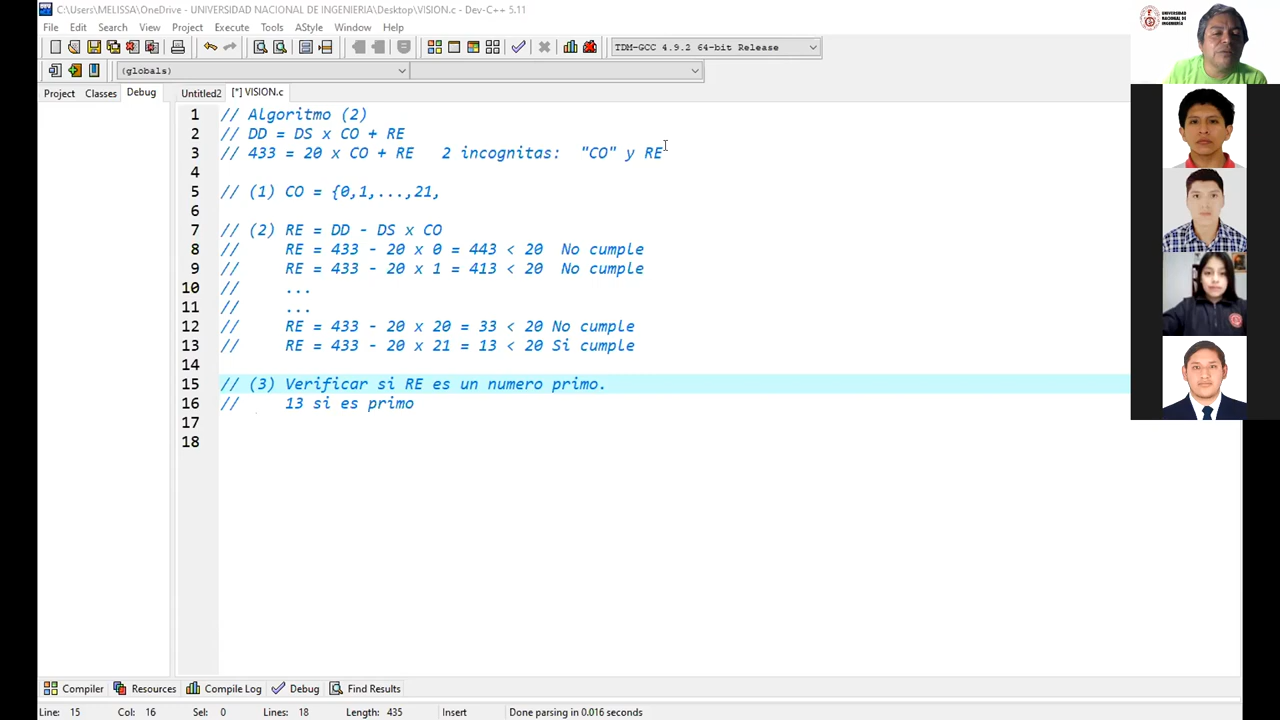 C:\Users\MELISSA\OneDrive - UNIVERSIDAD NACIONAL DE INGENIERIA\Desktop\VISION.c - Dev-C++ 5.11
File Edit Search View Project Execute Tools AStyle Window Help
TDM-GCC 4.9.2 64-bit Release
(globals)
Project Classes Debug Untitled2 [*] VISION.c
1 // Algoritmo (2)
2 // DD = DS x CO + RE
3 // 433 = 20 x CO + RE 2 incognitas: "CO" y RE
4
5 // (1) CO = {0,1,...,21,
6
7 // (2) RE = DD - DS x CO
8 // RE = 433 - 20 x 0 = 443 < 20 No cumple
9 // RE = 433 - 20 x 1 = 413 < 20 No cumple
10 // ...
11 // ...
12 // RE = 433 - 20 x 20 = 33 < 20 No cumple
13 // RE = 433 - 20 x 21 = 13 < 20 Si cumple
14
15 // (3) Verificar si RE es un numero primo.
16 // 13 si es primo
17
18
Compiler Resources Compile Log Debug Find Results
Line: 15 Col: 16 Sel: 0 Lines: 18 Length: 435 Insert Done parsing in 0.016 seconds
UNIVERSIDAD
NACIONAL DE
INGENIERÍA